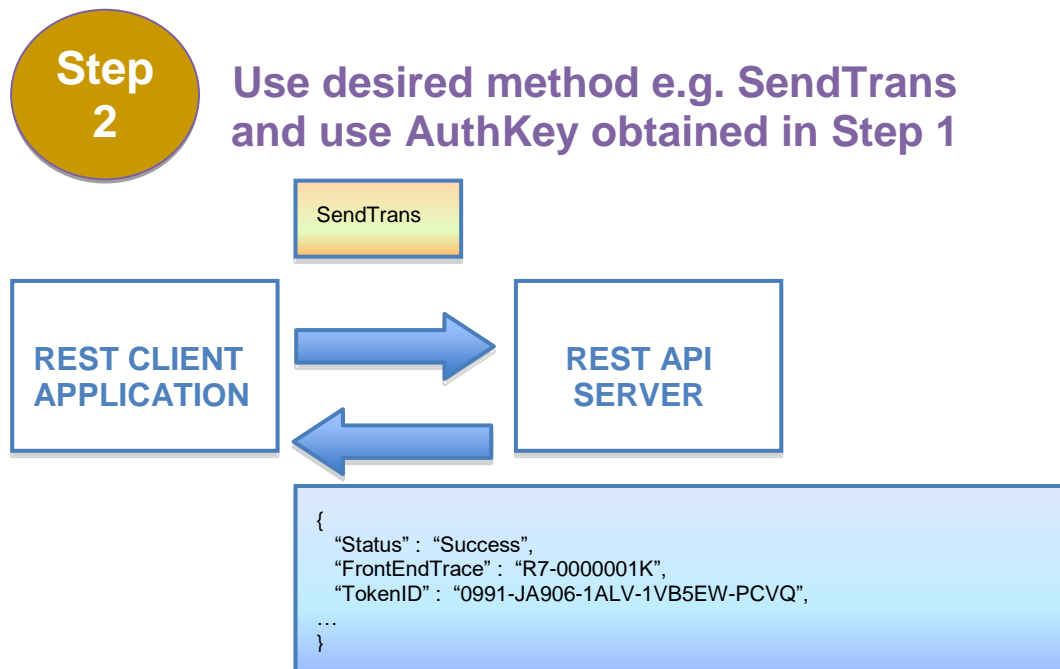 Step
2
Use desired method e.g. SendTrans
and use AuthKey obtained in Step 1
SendTrans
REST CLIENT
APPLICATION
REST API
SERVER
{
“Status” :  “Success”,
“FrontEndTrace” :  “R7-0000001K”,
“TokenID” :  “0991-JA906-1ALV-1VB5EW-PCVQ”,
…
}